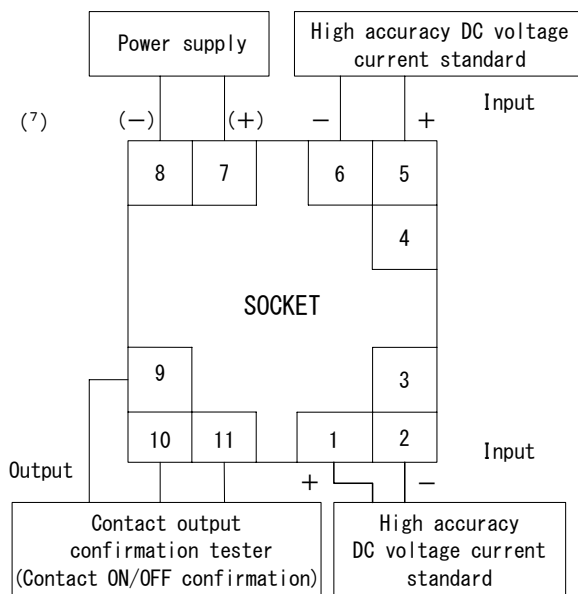 Power supply
High accuracy DC voltage
current standard
Input
(7)
(−)
(+)
−
+
8
7
6
5
4
SOCKET
9
3
10
11
1
2
Output
Input
+
−
Contact output
confirmation tester
(Contact ON/OFF confirmation)
High accuracy
DC voltage current
standard